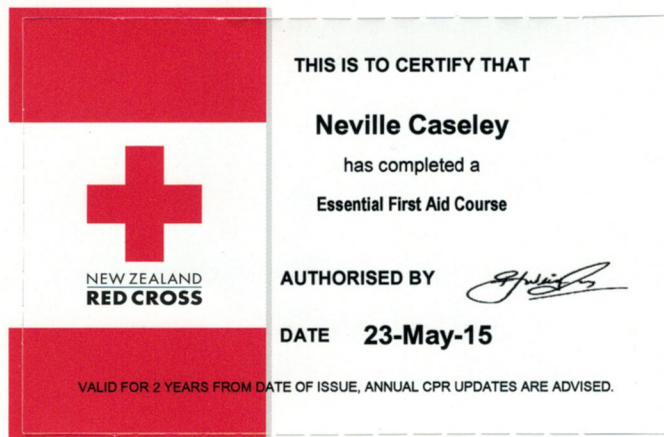 THIS IS TO CERTIFY THAT
Neville Caseley
has completed a
Essential First Aid Course
NEW ZEALAND
RED CROSS
AUTHORISED BY
DATE 23-May-15
VALID FOR 2 YEARS FROM DATE OF ISSUE, ANNUAL CPR UPDATES ARE ADVISED.